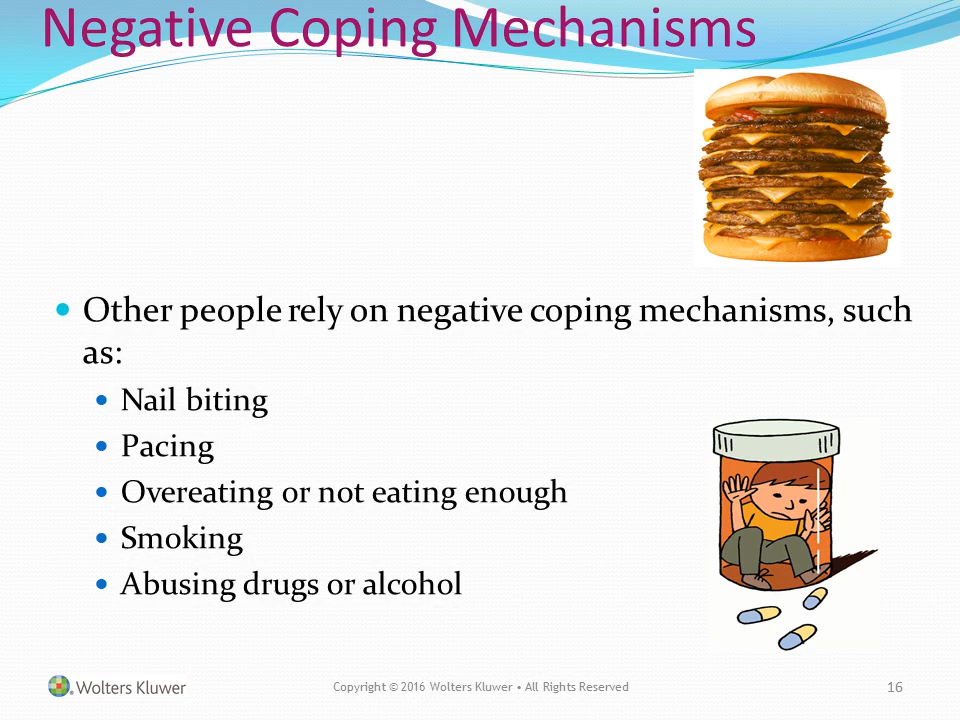 Negative Coping Mechanisms
Other people rely on negative coping mechanisms, such
as:
Nail biting
Pacing
Overeating or not eating enough
Smoking
Abusing drugs or alcohol
Wolters Kluwer
Copyright © 2016 Wolters Kluwer • All Rights Reserved
16